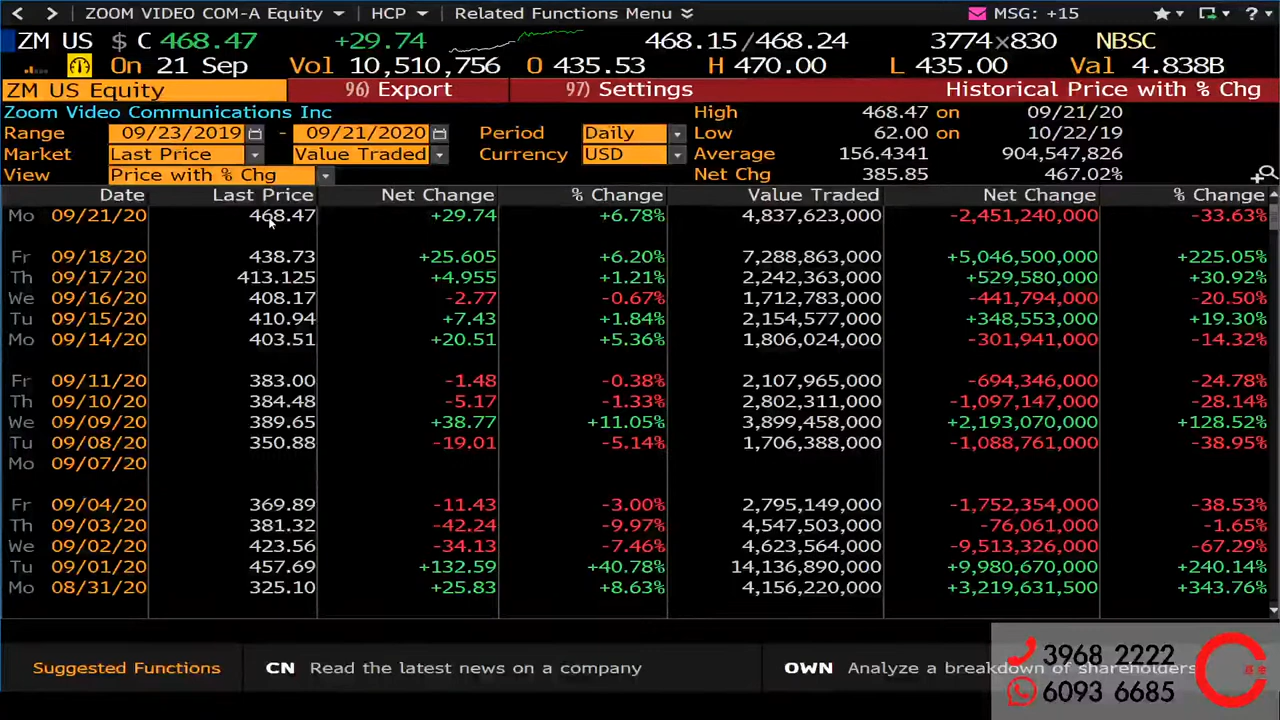 ZOOM VIDEO COM-A Equity HCP Related Functions Menu MSG: +15 ?
ZM US $ C 468.47 +29.74 468.15/468.24 3774×830 NBSC
On 21 Sep Vol 10,510,756 O 435.53 H 470.00 L 435.00 Val 4.838B
ZM US Equity 96) Export 97) Settings Historical Price with % Chg
Zoom Video Communications Inc High 468.47 on 09/21/20
Range 09/23/2019 - 09/21/2020 Period Daily Low 62.00 on 10/22/19
Market Last Price Value Traded Currency USD Average 156.4341 904,547,826
View Price with % Chg Net Chg 385.85 467.02%
Date Last Price Net Change % Change Value Traded Net Change % Change
Mo 09/21/20 468.47 +29.74 +6.78% 4,837,623,000 -2,451,240,000 -33.63%
Fr 09/18/20 438.73 +25.605 +6.20% 7,288,863,000 +5,046,500,000 +225.05%
Th 09/17/20 413.125 +4.955 +1.21% 2,242,363,000 +529,580,000 +30.92%
We 09/16/20 408.17 -2.77 -0.67% 1,712,783,000 -441,794,000 -20.50%
Tu 09/15/20 410.94 +7.43 +1.84% 2,154,577,000 +348,553,000 +19.30%
Mo 09/14/20 403.51 +20.51 +5.36% 1,806,024,000 -301,941,000 -14.32%
Fr 09/11/20 383.00 -1.48 -0.38% 2,107,965,000 -694,346,000 -24.78%
Th 09/10/20 384.48 -5.17 -1.33% 2,802,311,000 -1,097,147,000 -28.14%
We 09/09/20 389.65 +38.77 +11.05% 3,899,458,000 +2,193,070,000 +128.52%
Tu 09/08/20 350.88 -19.01 -5.14% 1,706,388,000 -1,088,761,000 -38.95%
Mo 09/07/20
Fr 09/04/20 369.89 -11.43 -3.00% 2,795,149,000 -1,752,354,000 -38.53%
Th 09/03/20 381.32 -42.24 -9.97% 4,547,503,000 -76,061,000 -1.65%
We 09/02/20 423.56 -34.13 -7.46% 4,623,564,000 -9,513,326,000 -67.29%
Tu 09/01/20 457.69 +132.59 +40.78% 14,136,890,000 +9,980,670,000 +240.14%
Mo 08/31/20 325.10 +25.83 +8.63% 4,156,220,000 +3,219,631,500 +343.76%
Suggested Functions CN Read the latest news on a company OWN Analyze a breakdown of shareholders
3968 2222
6093 6685